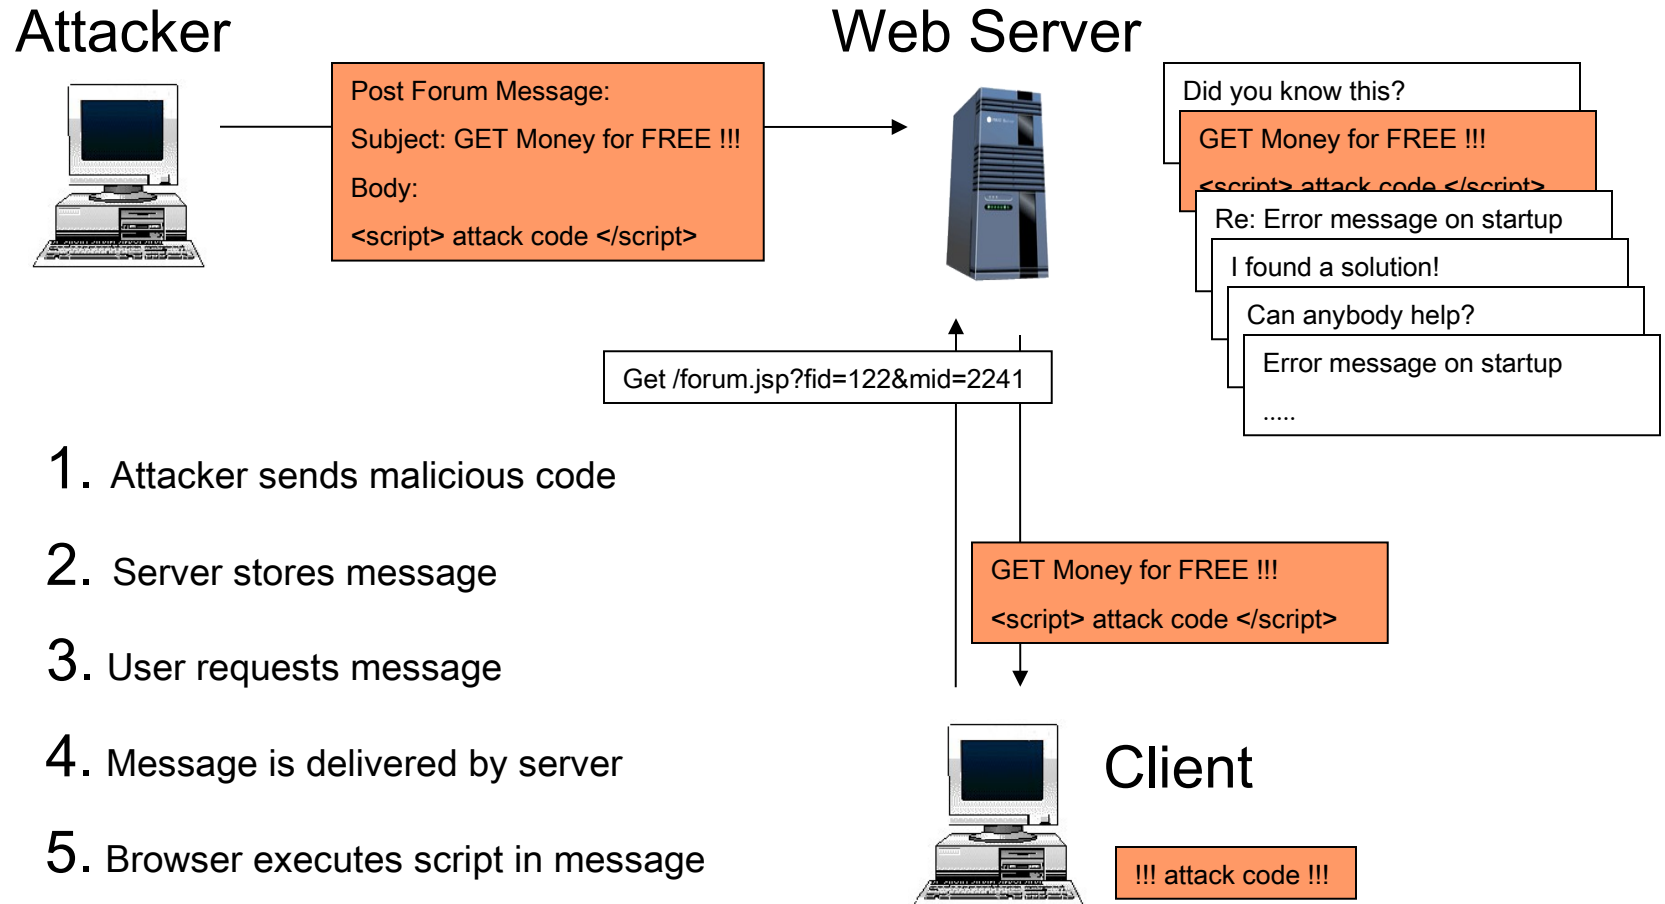 Attacker
Web Server
Post Forum Message:
Subject: GET Money for FREE !!!
Body:
<script> attack code </script>
Did you know this?
GET Money for FREE !!!
<script> attack code </script>
Re: Error message on startup
I found a solution!
Can anybody help?
Error message on startup
.....
Get /forum.jsp?fid=122&mid=2241
1. Attacker sends malicious code
2. Server stores message
3. User requests message
4. Message is delivered by server
5. Browser executes script in message
GET Money for FREE !!!
<script> attack code </script>
Client
!!! attack code !!!